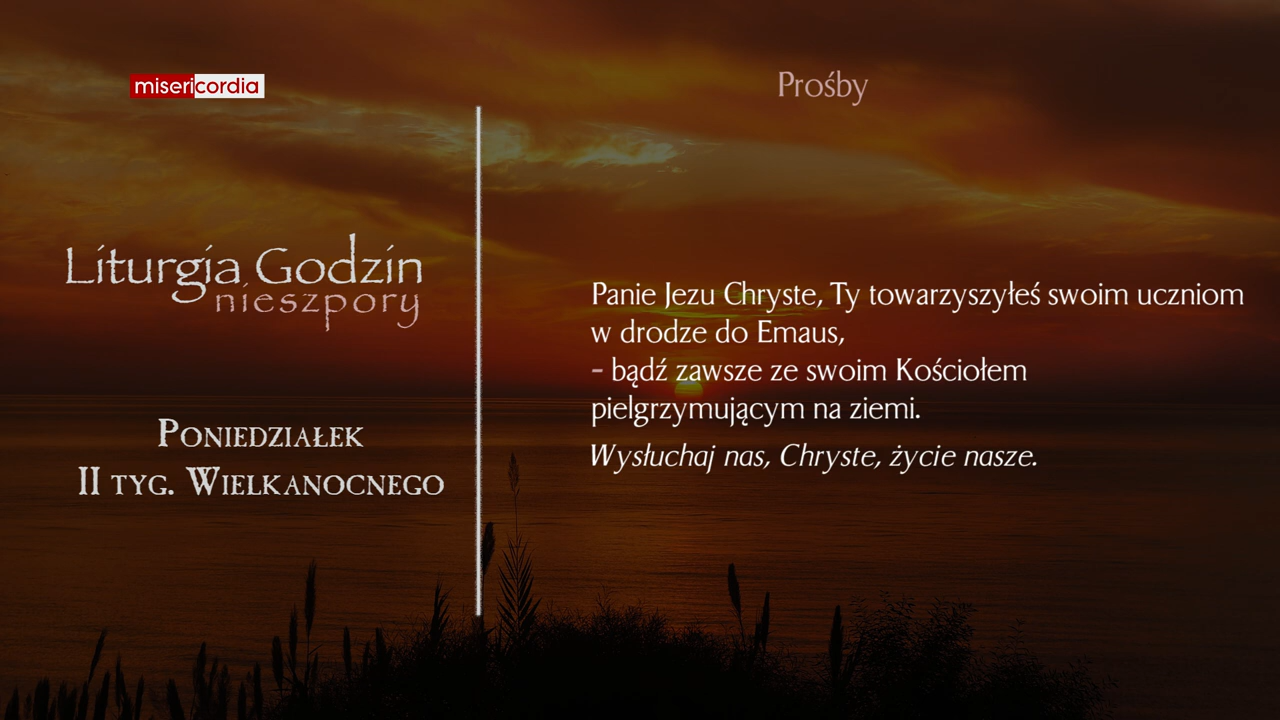 misericordia
Prośby
Liturgia Godzin
nieszpory
Poniedziałek
II tyg. Wielkanocnego
Panie Jezu Chryste, Ty towarzyszyłeś swoim uczniom
w drodze do Emaus,
- bądź zawsze ze swoim Kościołem
pielgrzymującym na ziemi.
Wysłuchaj nas, Chryste, życie nasze.